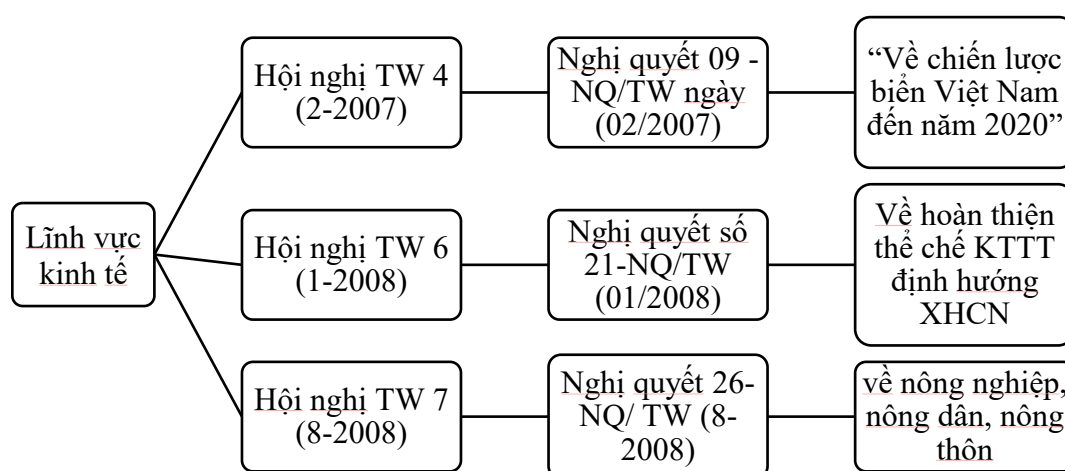 Lĩnh vực
kinh tế
Hội nghị TW 4
(2-2007)
Nghị quyết 09 -
NQ/TW ngày
(02/2007)
“Về chiến lược
biển Việt Nam
đến năm 2020”
Hội nghị TW 6
(1-2008)
Nghị quyết số
21-NQ/TW
(01/2008)
Về hoàn thiện
thể chế KTTT
định hướng
XHCN
Hội nghị TW 7
(8-2008)
Nghị quyết 26-
NQ/ TW (8-
2008)
về nông nghiệp,
nông dân, nông
thôn